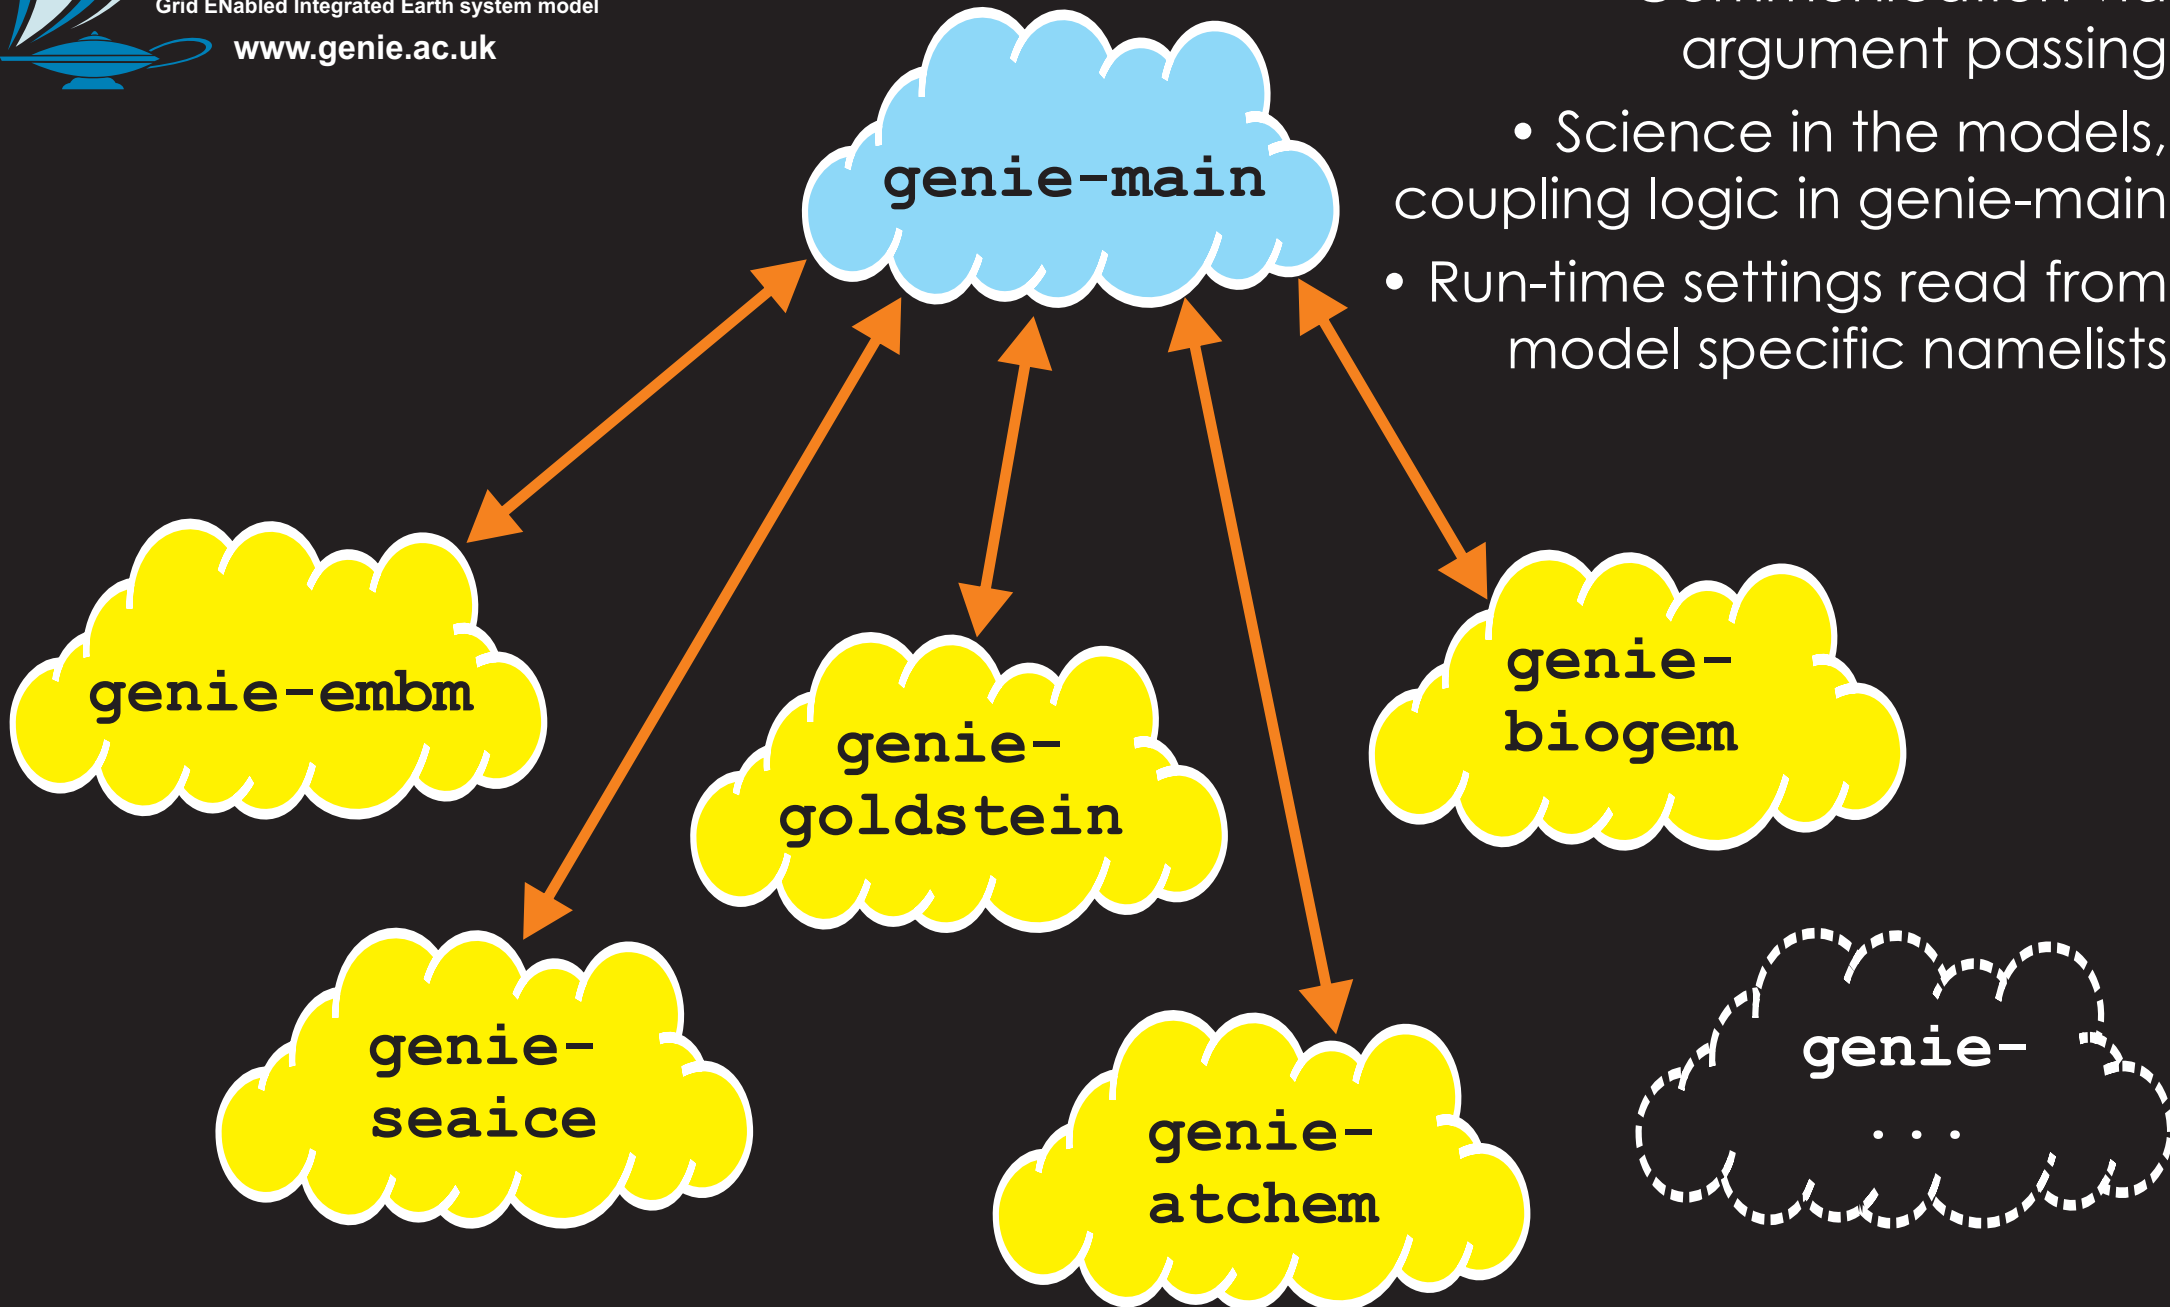 Grid ENabled Integrated Earth system model
www.genie.ac.uk
Communication via
argument passing
• Science in the models,
coupling logic in genie-main
• Run-time settings read from
model specific namelists
genie-main
genie-embm
genie-
goldstein
genie-
biogem
genie-
seaice
genie-
atchem
genie-
...